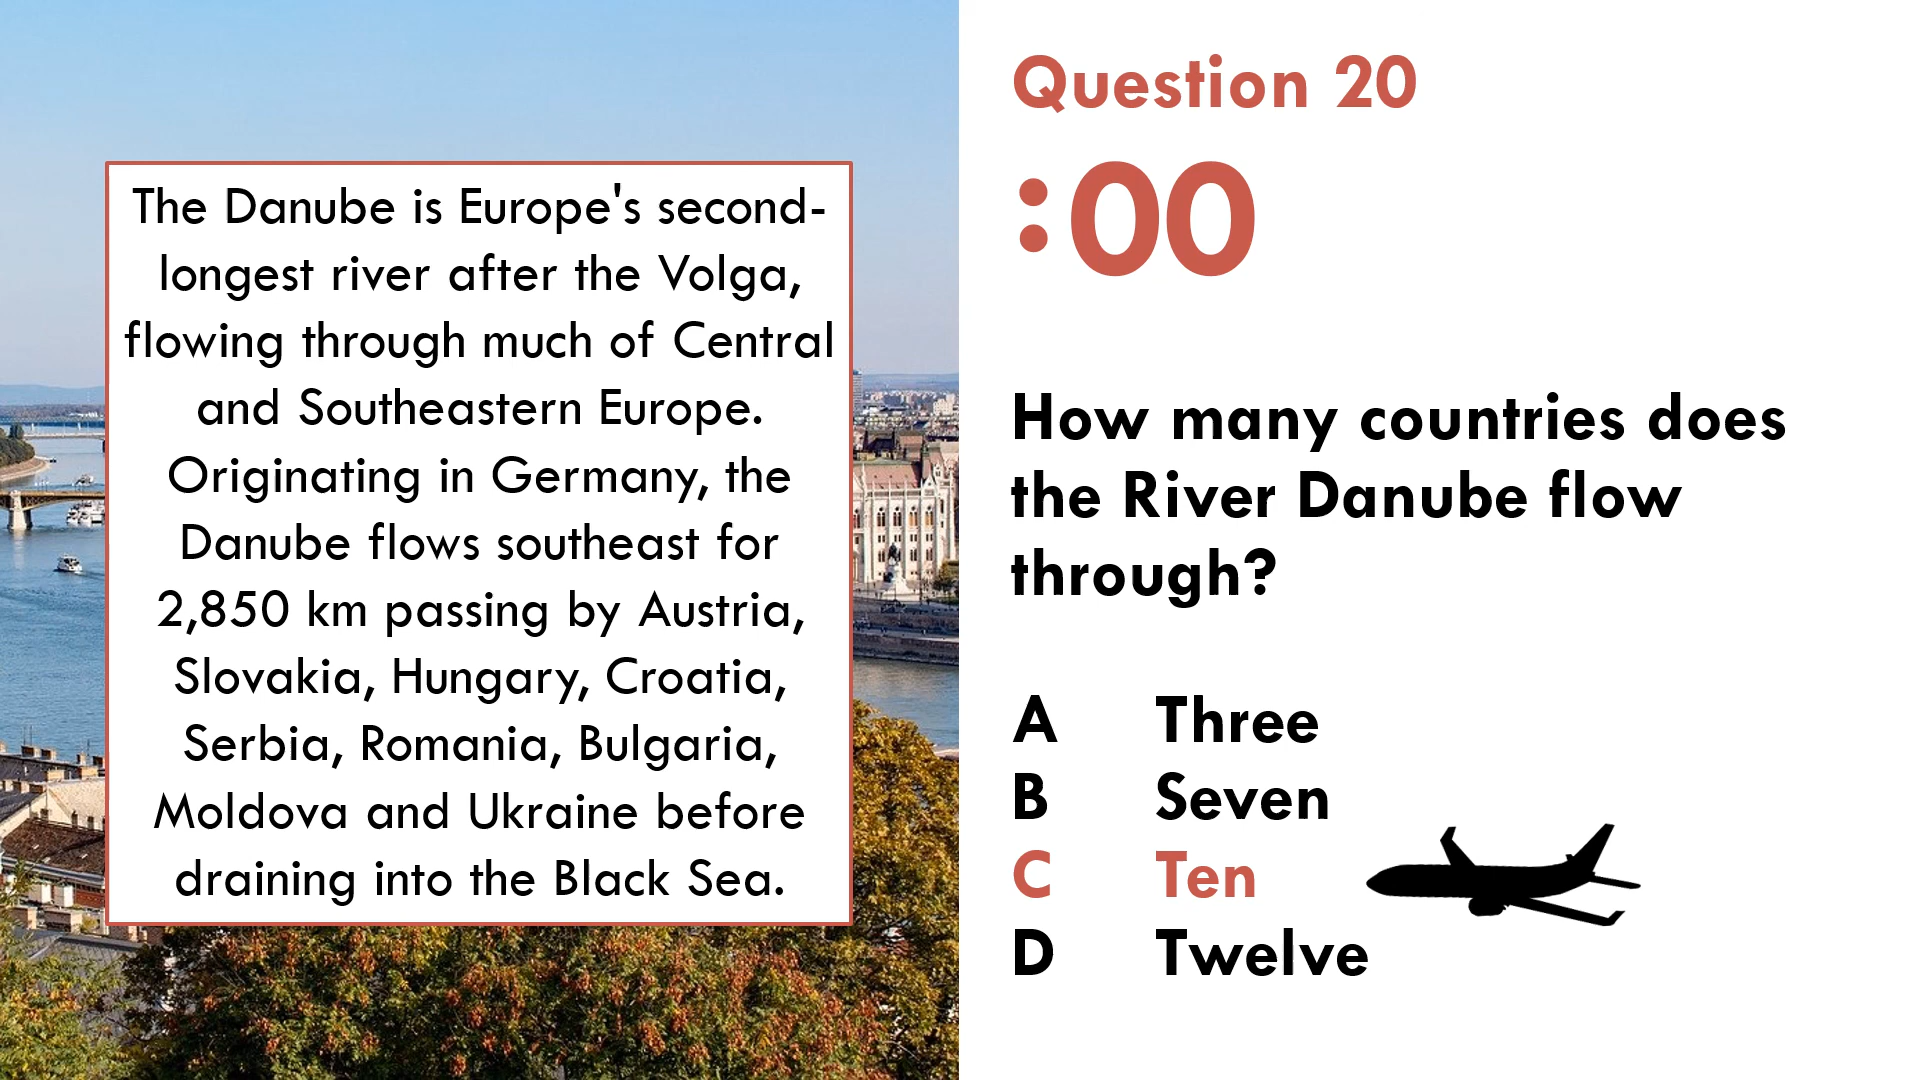 The Danube is Europe's second-
longest river after the Volga,
flowing through much of Central
and Southeastern Europe.
Originating in Germany, the
Danube flows southeast for
2,850 km passing by Austria,
Slovakia, Hungary, Croatia,
Serbia, Romania, Bulgaria,
Moldova and Ukraine before
draining into the Black Sea.
Question 20
:00
How many countries does
the River Danube flow
through?
A Three
B Seven
C Ten
D Twelve